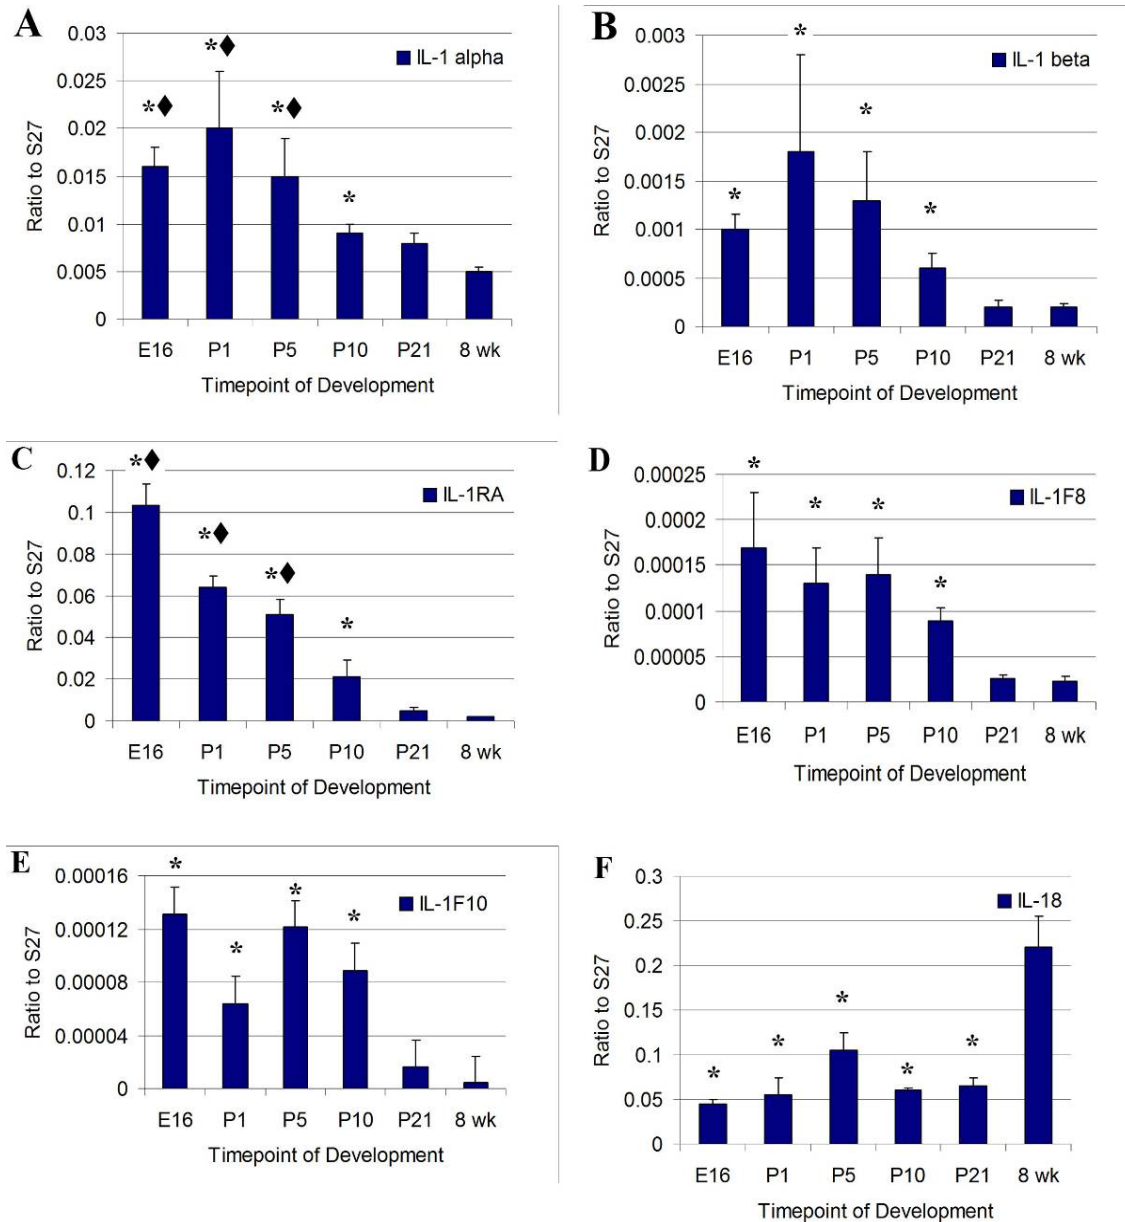 A
IL-1 alpha
Ratio to S27
0.03
0.025
0.02
0.015
0.01
0.005
0
*♦ *♦ *♦ *
E16 P1 P5 P10 P21 8 wk
Timepoint of Development
B
IL-1 beta
Ratio to S27
0.003
0.0025
0.002
0.0015
0.001
0.0005
0
* * * *
E16 P1 P5 P10 P21 8 wk
Timepoint of Development
C
IL-1RA
Ratio to S27
0.12
0.1
0.08
0.06
0.04
0.02
0
*♦ *♦ *♦ *
E16 P1 P5 P10 P21 8 wk
Timepoint of Development
D
IL-1F8
Ratio to S27
0.00025
0.0002
0.00015
0.0001
0.00005
0
* * * *
E16 P1 P5 P10 P21 8 wk
Timepoint of Development
E
IL-1F10
Ratio to S27
0.00016
0.00012
0.00008
0.00004
0
* * * *
E16 P1 P5 P10 P21 8 wk
Timepoint of Development
F
IL-18
Ratio to S27
0.3
0.25
0.2
0.15
0.1
0.05
0
* * * * *
E16 P1 P5 P10 P21 8 wk
Timepoint of Development